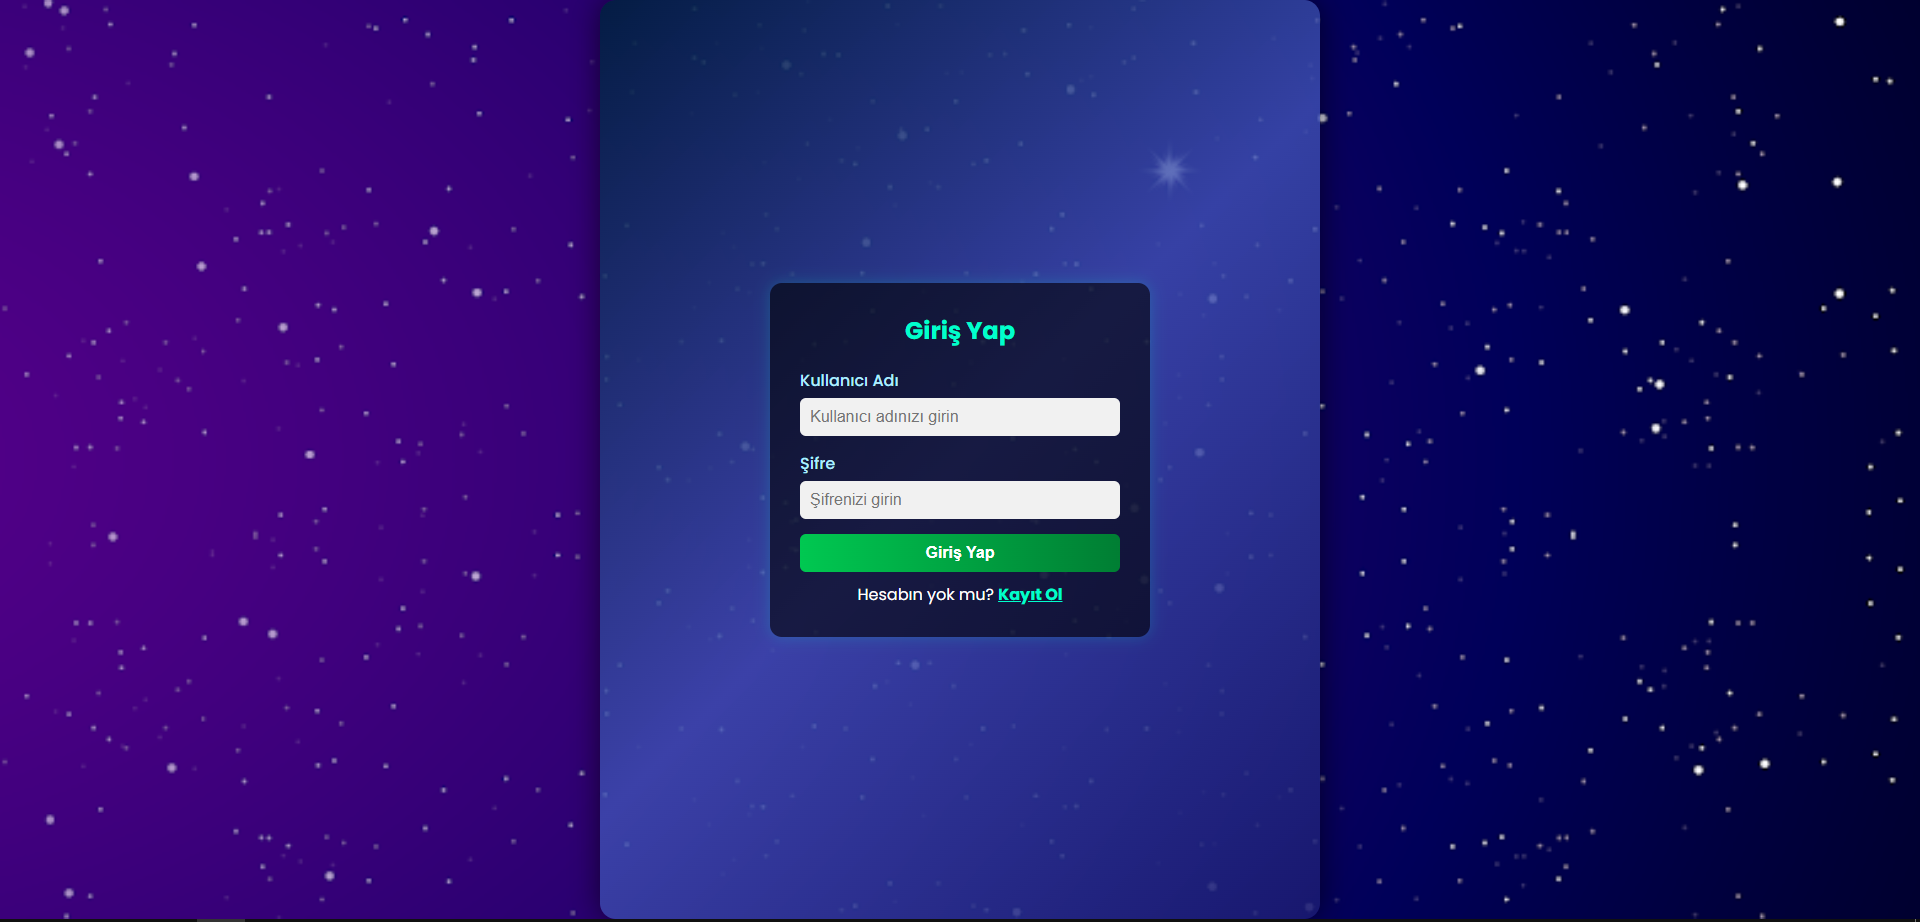 Giriş Yap
Kullanıcı Adı
Kullanıcı adınızı girin
Şifre
Şifrenizi girin
Giriş Yap
Hesabın yok mu? Kayıt Ol